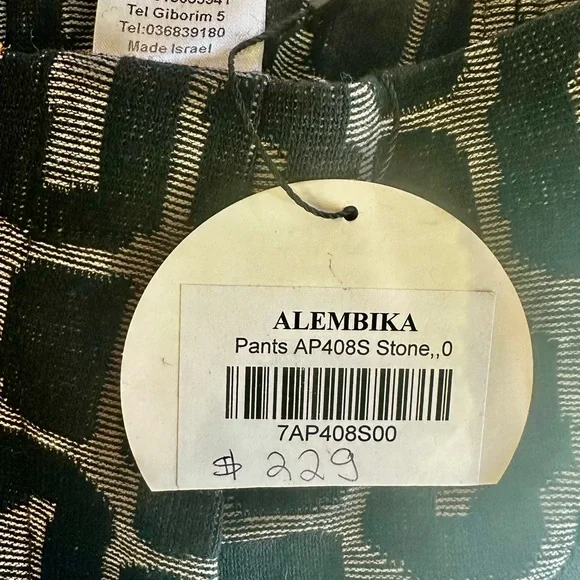 Tel Giborim 5
Tel:036839180
Made Israel
ALEMBIKA
Pants AP408S Stone,,0
7AP408S00
$ 229